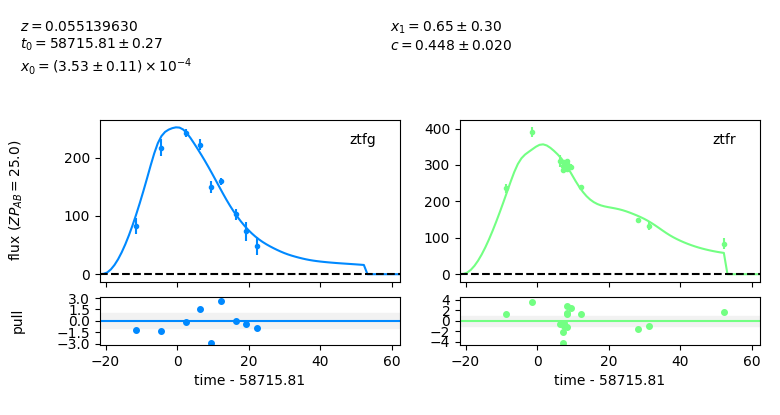 z = 0.055139630
t₀ = 58715.81 ± 0.27
x₀ = (3.53 ± 0.11) × 10⁻⁴
x₁ = 0.65 ± 0.30
c = 0.448 ± 0.020
flux (ZP_AB = 25.0)
ztfg
200
100
0
ztfr
400
300
200
100
0
pull
3.0
1.5
0.0
−1.5
−3.0
−20 0 20 40 60
time - 58715.81
4
2
0
−2
−4
−20 0 20 40 60
time - 58715.81